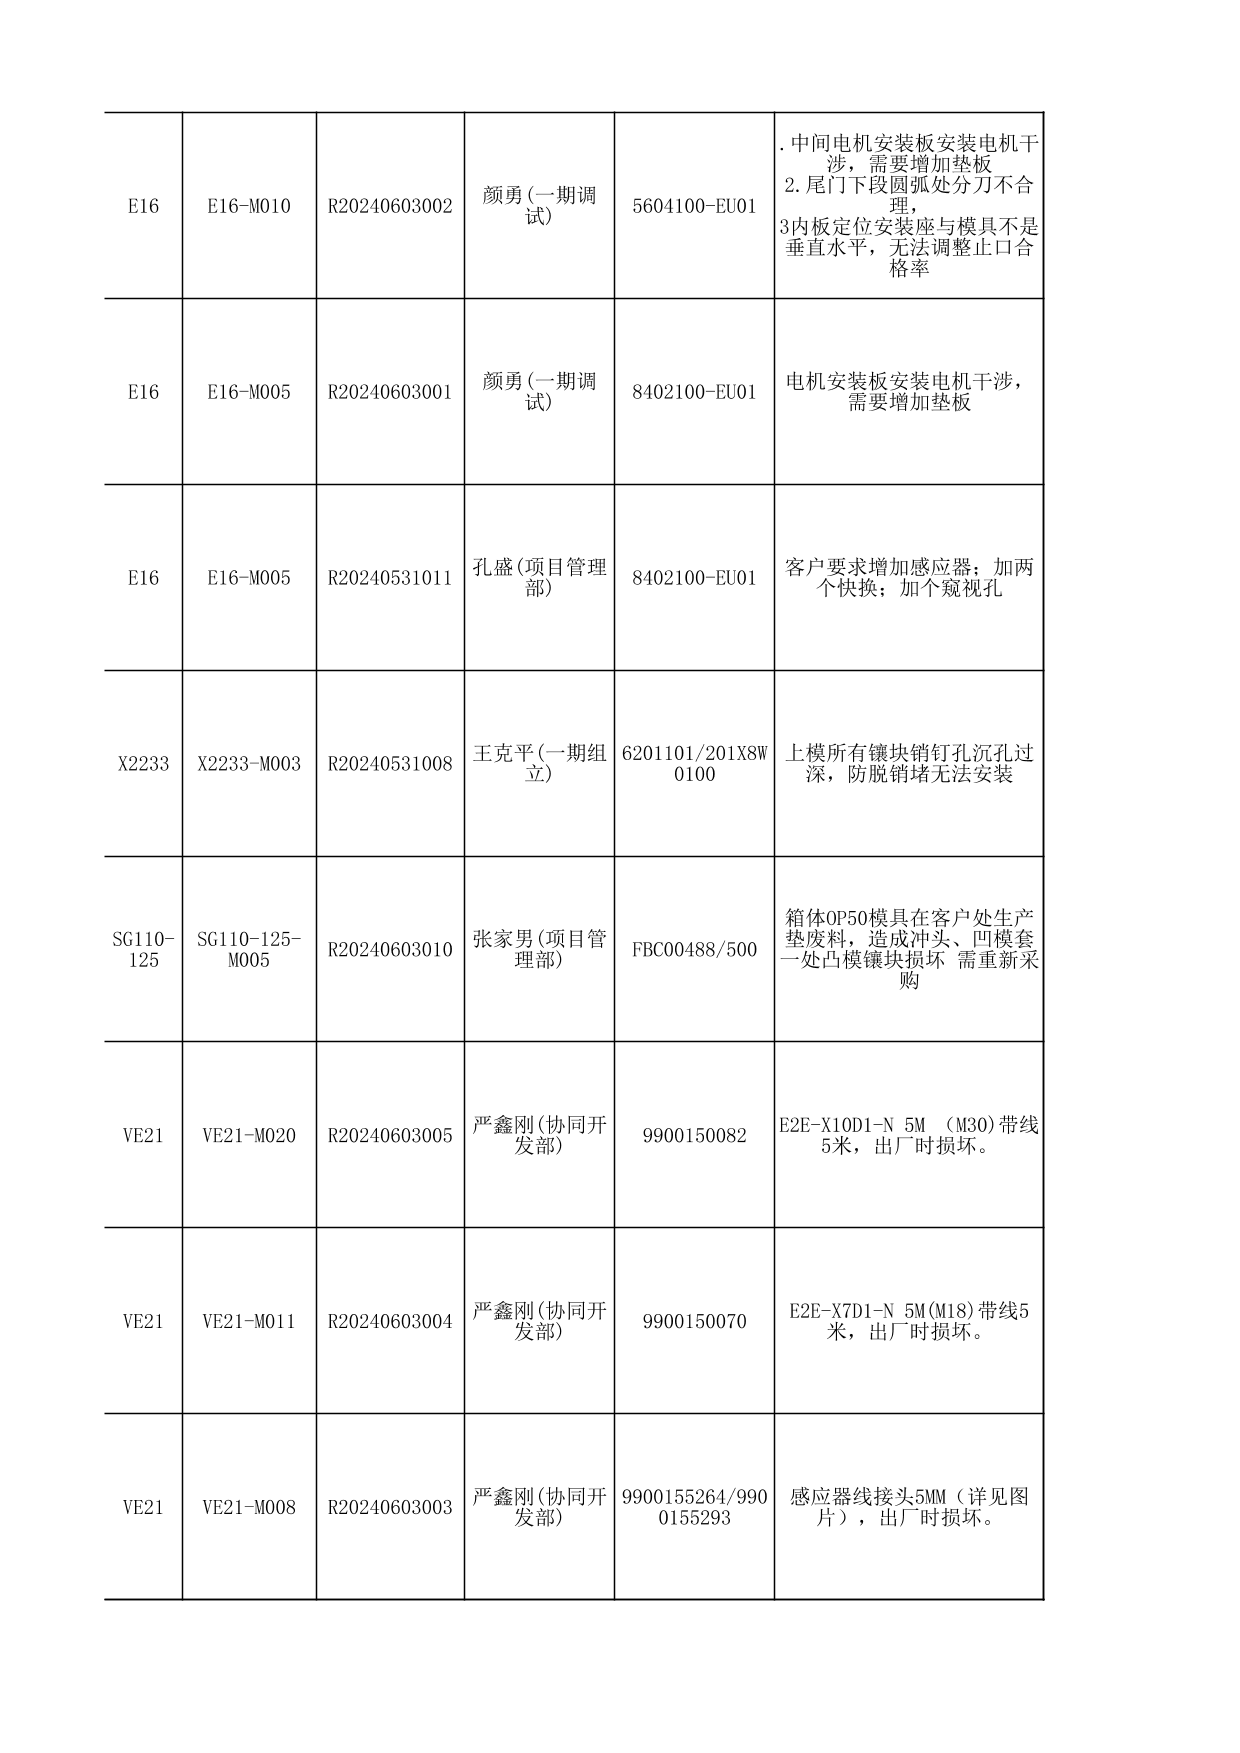 E16
E16-M010
R20240603002
颜勇(一期调
试)
5604100-EU01
.中间电机安装板安装电机干
涉，需要增加垫板
2.尾门下段圆弧处分刀不合
理，
3内板定位安装座与模具不是
垂直水平，无法调整止口合
格率
E16
E16-M005
R20240603001
颜勇(一期调
试)
8402100-EU01
电机安装板安装电机干涉，
需要增加垫板
E16
E16-M005
R20240531011
孔盛(项目管理
部)
8402100-EU01
客户要求增加感应器；加两
个快换；加个窥视孔
X2233
X2233-M003
R20240531008
王克平(一期组
立)
6201101/201X8W
0100
上模所有镶块销钉孔沉孔过
深，防脱销堵无法安装
SG110-
125
SG110-125-
M005
R20240603010
张家男(项目管
理部)
FBC00488/500
箱体OP50模具在客户处生产
垫废料，造成冲头、凹模套
一处凸模镶块损坏 需重新采
购
VE21
VE21-M020
R20240603005
严鑫刚(协同开
发部)
9900150082
E2E-X10D1-N 5M （M30)带线
5米，出厂时损坏。
VE21
VE21-M011
R20240603004
严鑫刚(协同开
发部)
9900150070
E2E-X7D1-N 5M(M18)带线5
米，出厂时损坏。
VE21
VE21-M008
R20240603003
严鑫刚(协同开
发部)
9900155264/990
0155293
感应器线接头5MM（详见图
片），出厂时损坏。